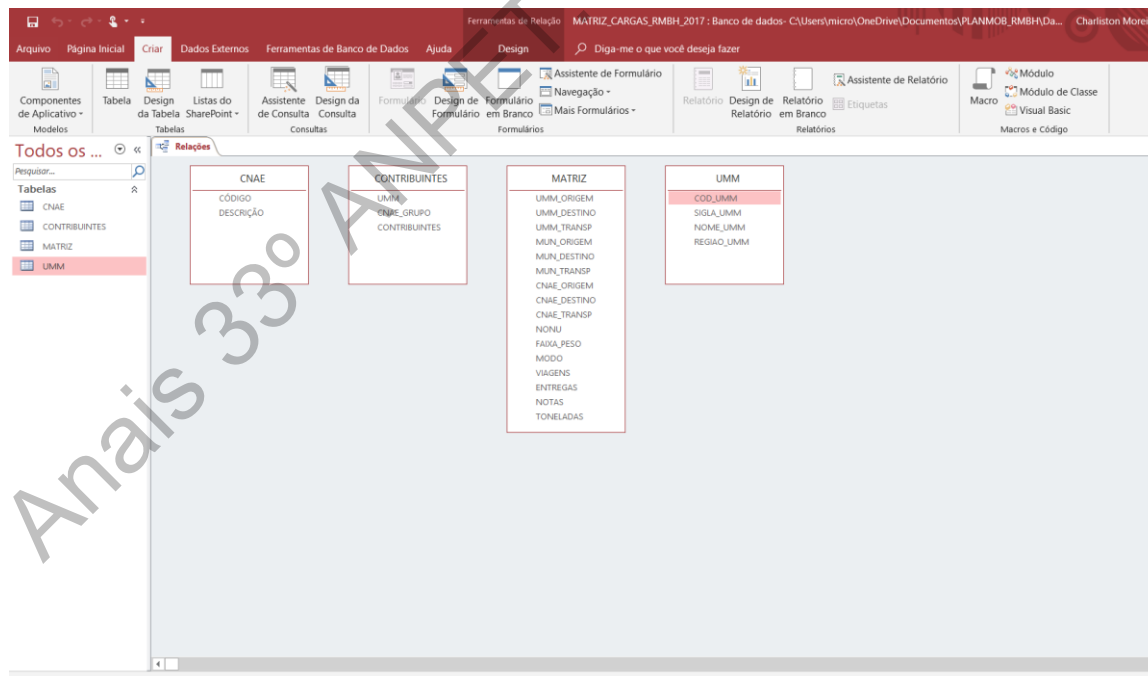 Ferramentas de Relação MATRIZ_CARGAS_RMBH_2017 : Banco de dados- C:\Users\micro\OneDrive\Documentos\PLANMOB_RMBH\Da... Charliston Morei
Arquivo Página Inicial Criar Dados Externos Ferramentas de Banco de Dados Ajuda Design Diga-me o que você deseja fazer
Componentes de Aplicativo
Modelos
Tabela
Design da Tabela
Listas do SharePoint
Tabelas
Assistente de Consulta
Design da Consulta
Consultas
Formulário
Design de Formulário
Formulário em Branco
Assistente de Formulário
Navegação
Mais Formulários
Formulários
Relatório
Design de Relatório
Relatório em Branco
Assistente de Relatório
Etiquetas
Relatórios
Macro
Módulo
Módulo de Classe
Visual Basic
Macros e Código
Todos os ...
Pesquisar...
Tabelas
CNAE
CONTRIBUINTES
MATRIZ
UMM
Relações
CNAE
CÓDIGO
DESCRIÇÃO
CONTRIBUINTES
UMM
CNAE_GRUPO
CONTRIBUINTES
MATRIZ
UMM_ORIGEM
UMM_DESTINO
UMM_TRANSP
MUN_ORIGEM
MUN_DESTINO
MUN_TRANSP
CNAE_ORIGEM
CNAE_DESTINO
CNAE_TRANSP
NONU
FAIXA_PESO
MODO
VIAGENS
ENTREGAS
NOTAS
TONELADAS
UMM
COD_UMM
SIGLA_UMM
NOME_UMM
REGIAO_UMM
Anais 33º ANPET